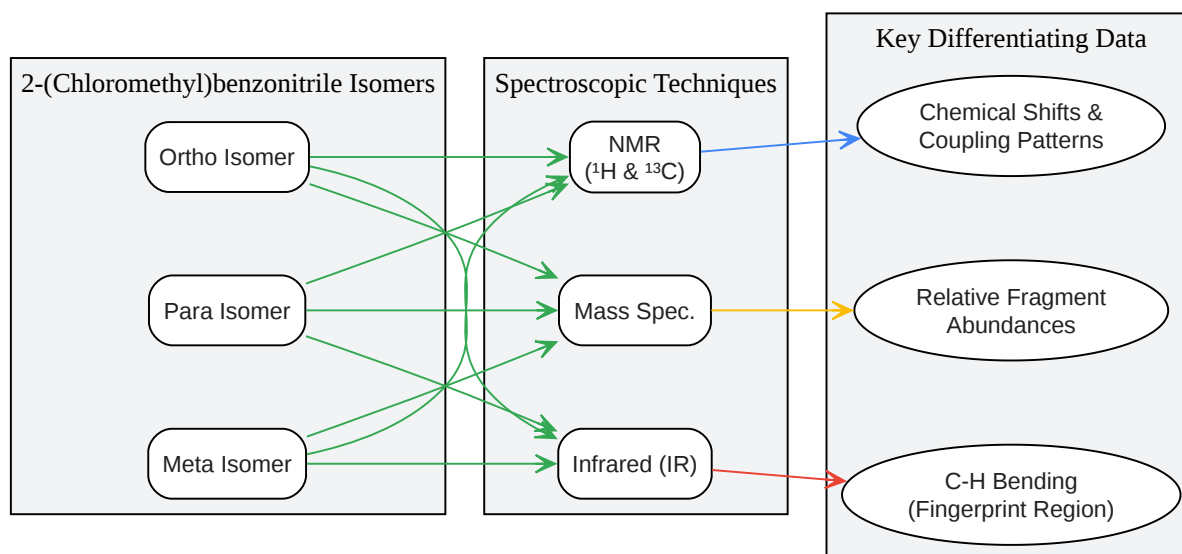 2-(Chloromethyl)benzonitrile Isomers
Ortho Isomer
Para Isomer
Meta Isomer
Spectroscopic Techniques
NMR
(¹H & ¹³C)
Mass Spec.
Infrared (IR)
Key Differentiating Data
Chemical Shifts &
Coupling Patterns
Relative Fragment
Abundances
C-H Bending
(Fingerprint Region)